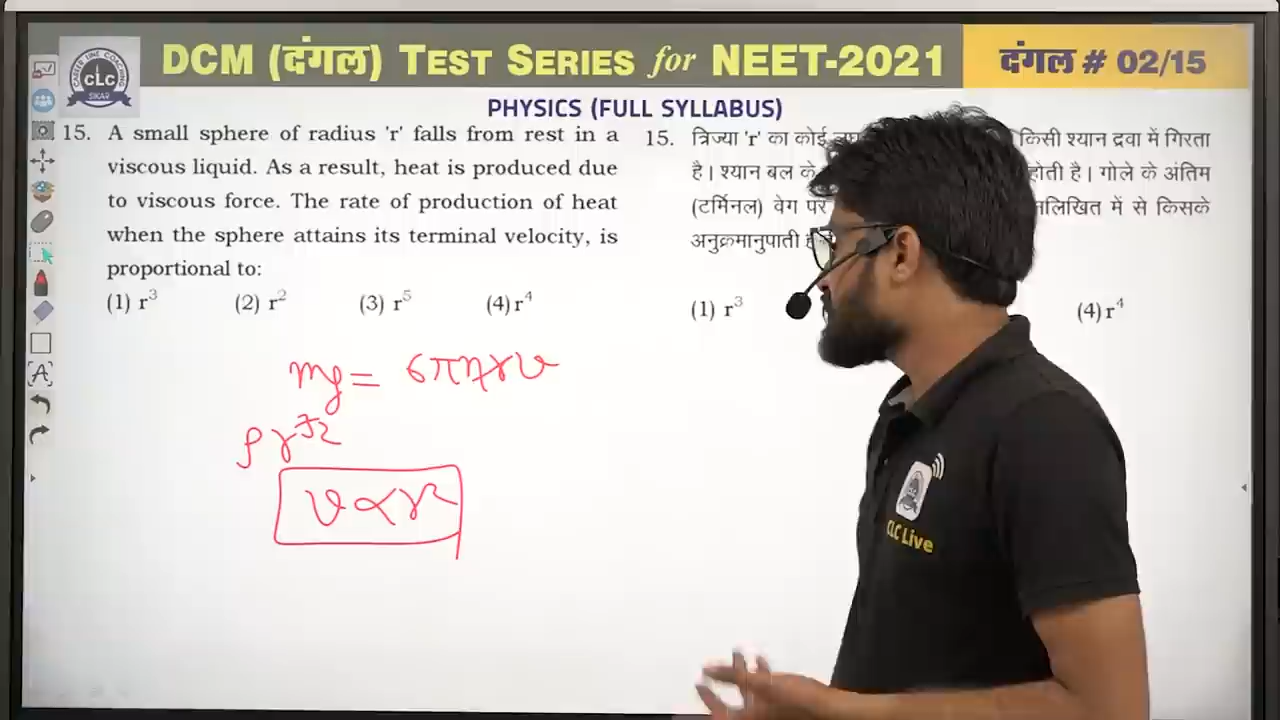 DCM (दंगल) TEST SERIES for NEET-2021
दंगल # 02/15
CAREER LINE COACHING
CLC
SIKAR
PHYSICS (FULL SYLLABUS)
15. A small sphere of radius 'r' falls from rest in a
viscous liquid. As a result, heat is produced due
to viscous force. The rate of production of heat
when the sphere attains its terminal velocity, is
proportional to:
(1) r³ (2) r² (3) r⁵ (4) r⁴
mg = 6πηrv
v ∝ r²
15. त्रिज्या 'r' का कोई किसी श्यान द्रवा में गिरता
है। श्यान बल के होती है। गोले के अंतिम
(टर्मिनल) वेग पर से किसके
अनुक्रमानुपाती
(1) r³ (4) r⁴
CLC Live